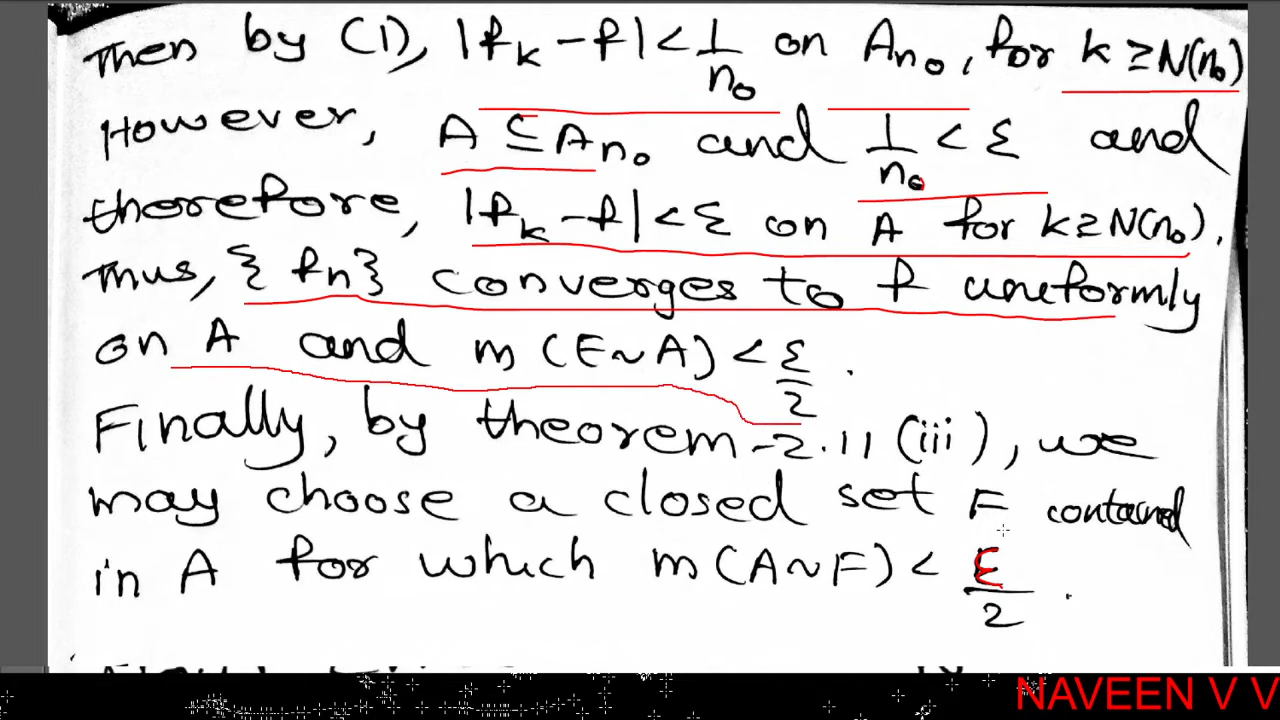 Then by (1), |fₖ - f| < 1/n₀ on Aₙ₀, for k ≥ N(n₀)
However, A ⊆ Aₙ₀ and 1/n₀ < ε and
therefore, |fₖ - f| < ε on A for k ≥ N(n₀).
Thus, {fₙ} converges to f uniformly
on A and m(E~A) < ε/2.
Finally, by theorem-2.11 (iii), we
may choose a closed set F contained
in A for which m(A~F) < ε/2.
NAVEEN V V